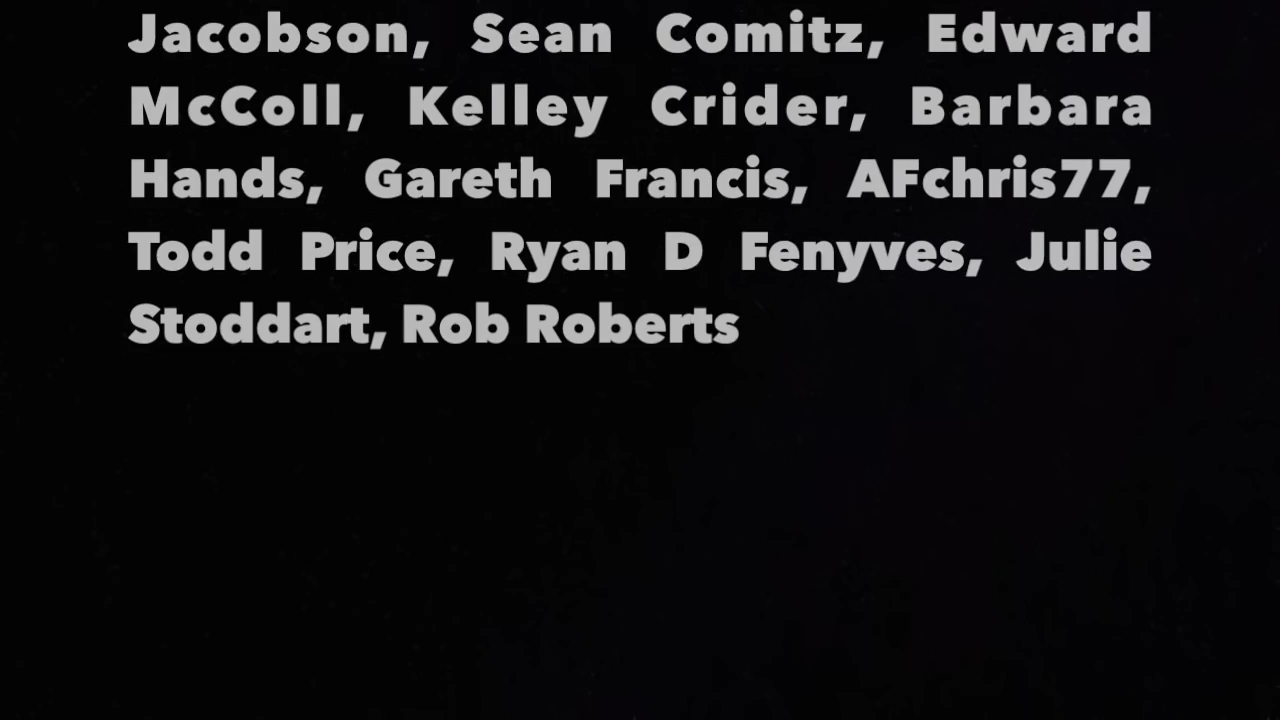 Jacobson, Sean Comitz, Edward
McColl, Kelley Crider, Barbara
Hands, Gareth Francis, AFchris77,
Todd Price, Ryan D Fenyves, Julie
Stoddart, Rob Roberts